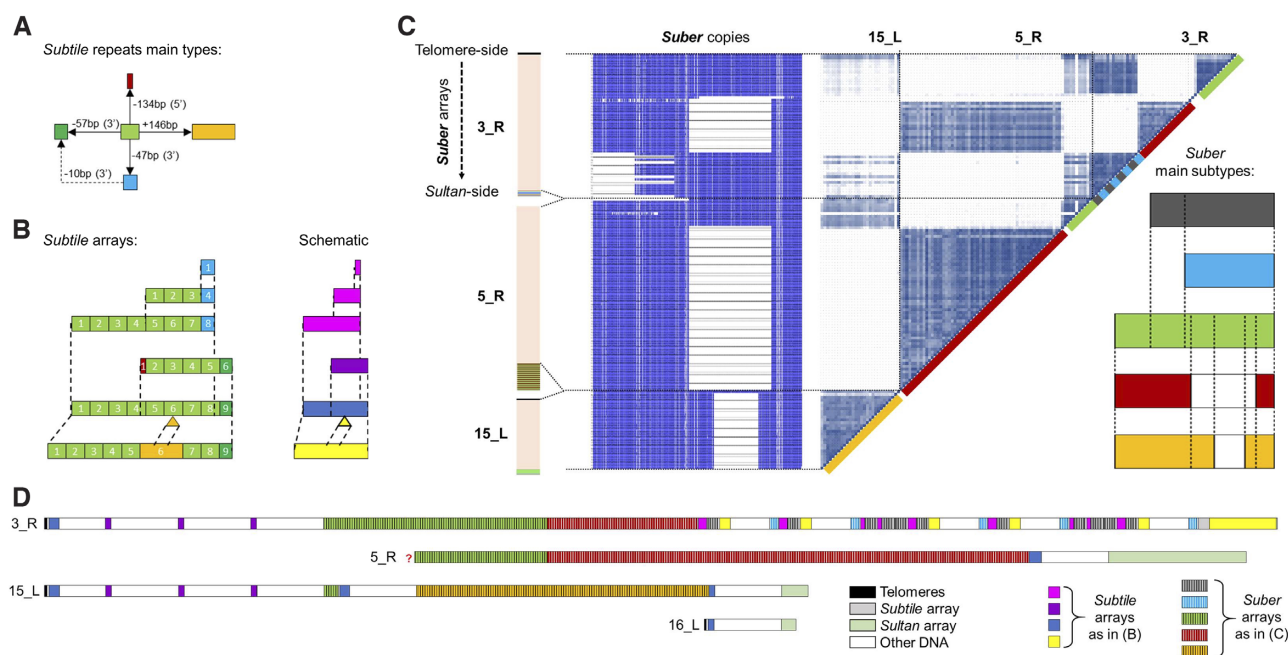 A
Subtile repeats main types:
-134bp (5’)
-57bp (3’)
+146bp
-47bp (3’)
-10bp (3’)
B
Subtile arrays:
Schematic
1
1 2 3 4
1 2 3 4 5 6 7 8
1 2 3 4 5 6
1 2 3 4 5 6 7 8 9
1 2 3 4 5 6 7 8 9
C
Telomere-side
Suber arrays
Sultan-side
3_R
5_R
15_L
Suber copies
15_L
5_R
3_R
Suber
main subtypes:
D
3_R
5_R
?
15_L
16_L
Telomeres
Subtile array
Sultan array
Other DNA
Subtile
arrays
as in (B)
Suber
arrays
as in (C)